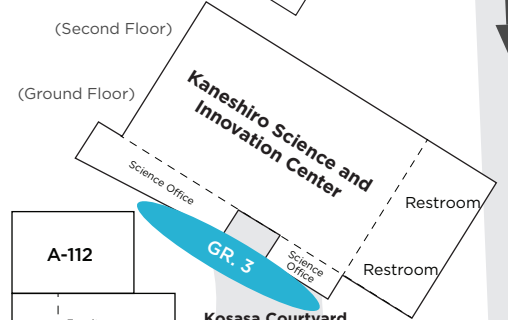 (Second Floor)
(Ground Floor)
Kaneshiro Science and
Innovation Center
Science Office
Restroom
A-112
GR. 3
Science
Office
Restroom
Kosasa Courtyard